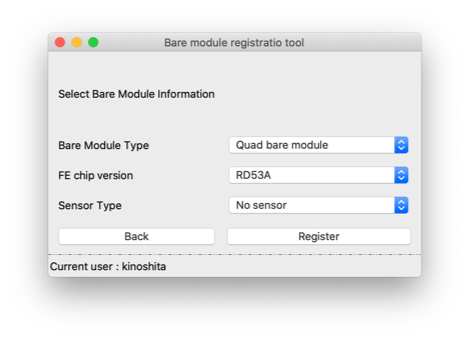 Bare module registratio tool
Select Bare Module Information
Bare Module Type Quad bare module
FE chip version RD53A
Sensor Type No sensor
Back Register
Current user : kinoshita